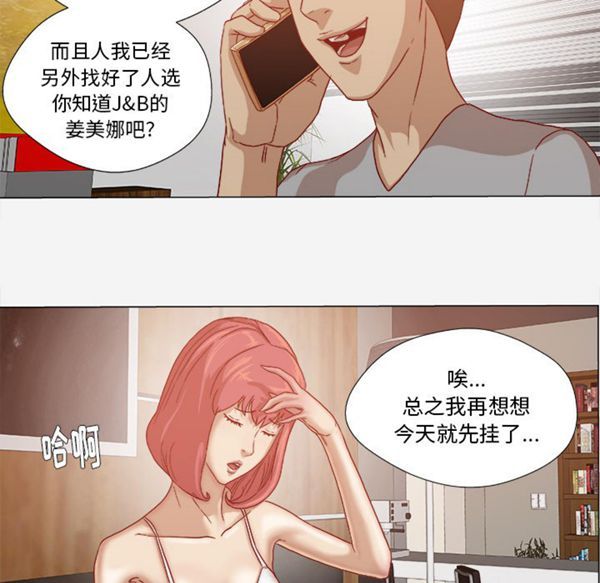 而且人我已经
另外找好了人选
你知道J&B的
姜美娜吧?
唉...
总之我再想想
今天就先挂了...
哈啊